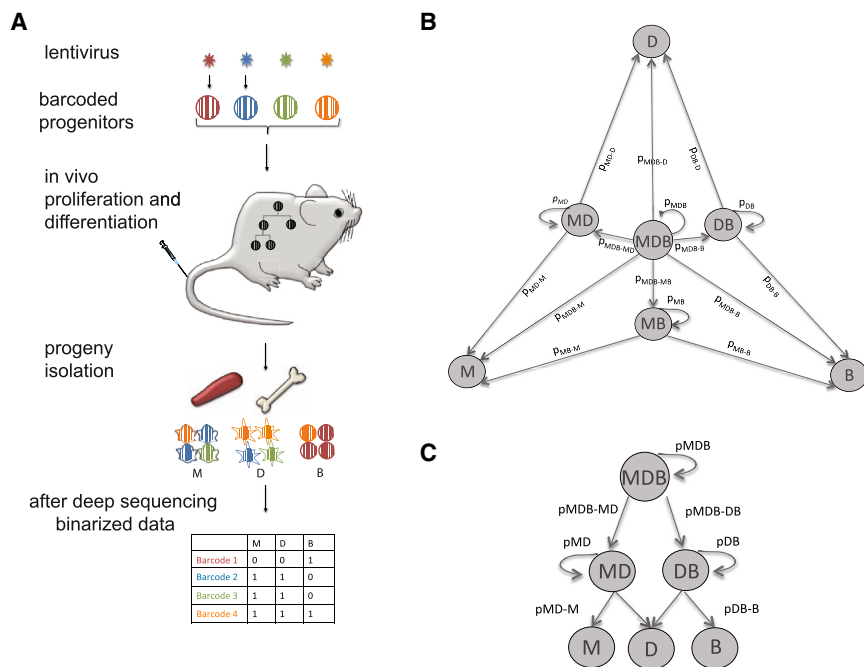 A
lentivirus
barcoded
progenitors
in vivo
proliferation and
differentiation
progeny
isolation
M D B
after deep sequencing
binarized data
M D B
Barcode 1 0 0 1
Barcode 2 1 1 0
Barcode 3 1 1 0
Barcode 4 1 1 1
B
D
pMD-D
pMDB-D
pDB-D
pMD
pMDB
pDB
MD
MDB
DB
pMDB-MD
pMDB-B
pMD-M
pMDB-M
pMDB-MB
pMDB-B
pDB-B
pMB
MB
pMB-M
pMB-B
M
B
C
pMDB
MDB
pMDB-MD
pMDB-DB
pMD
pDB
MD
DB
pMD-M
pDB-B
M
D
B